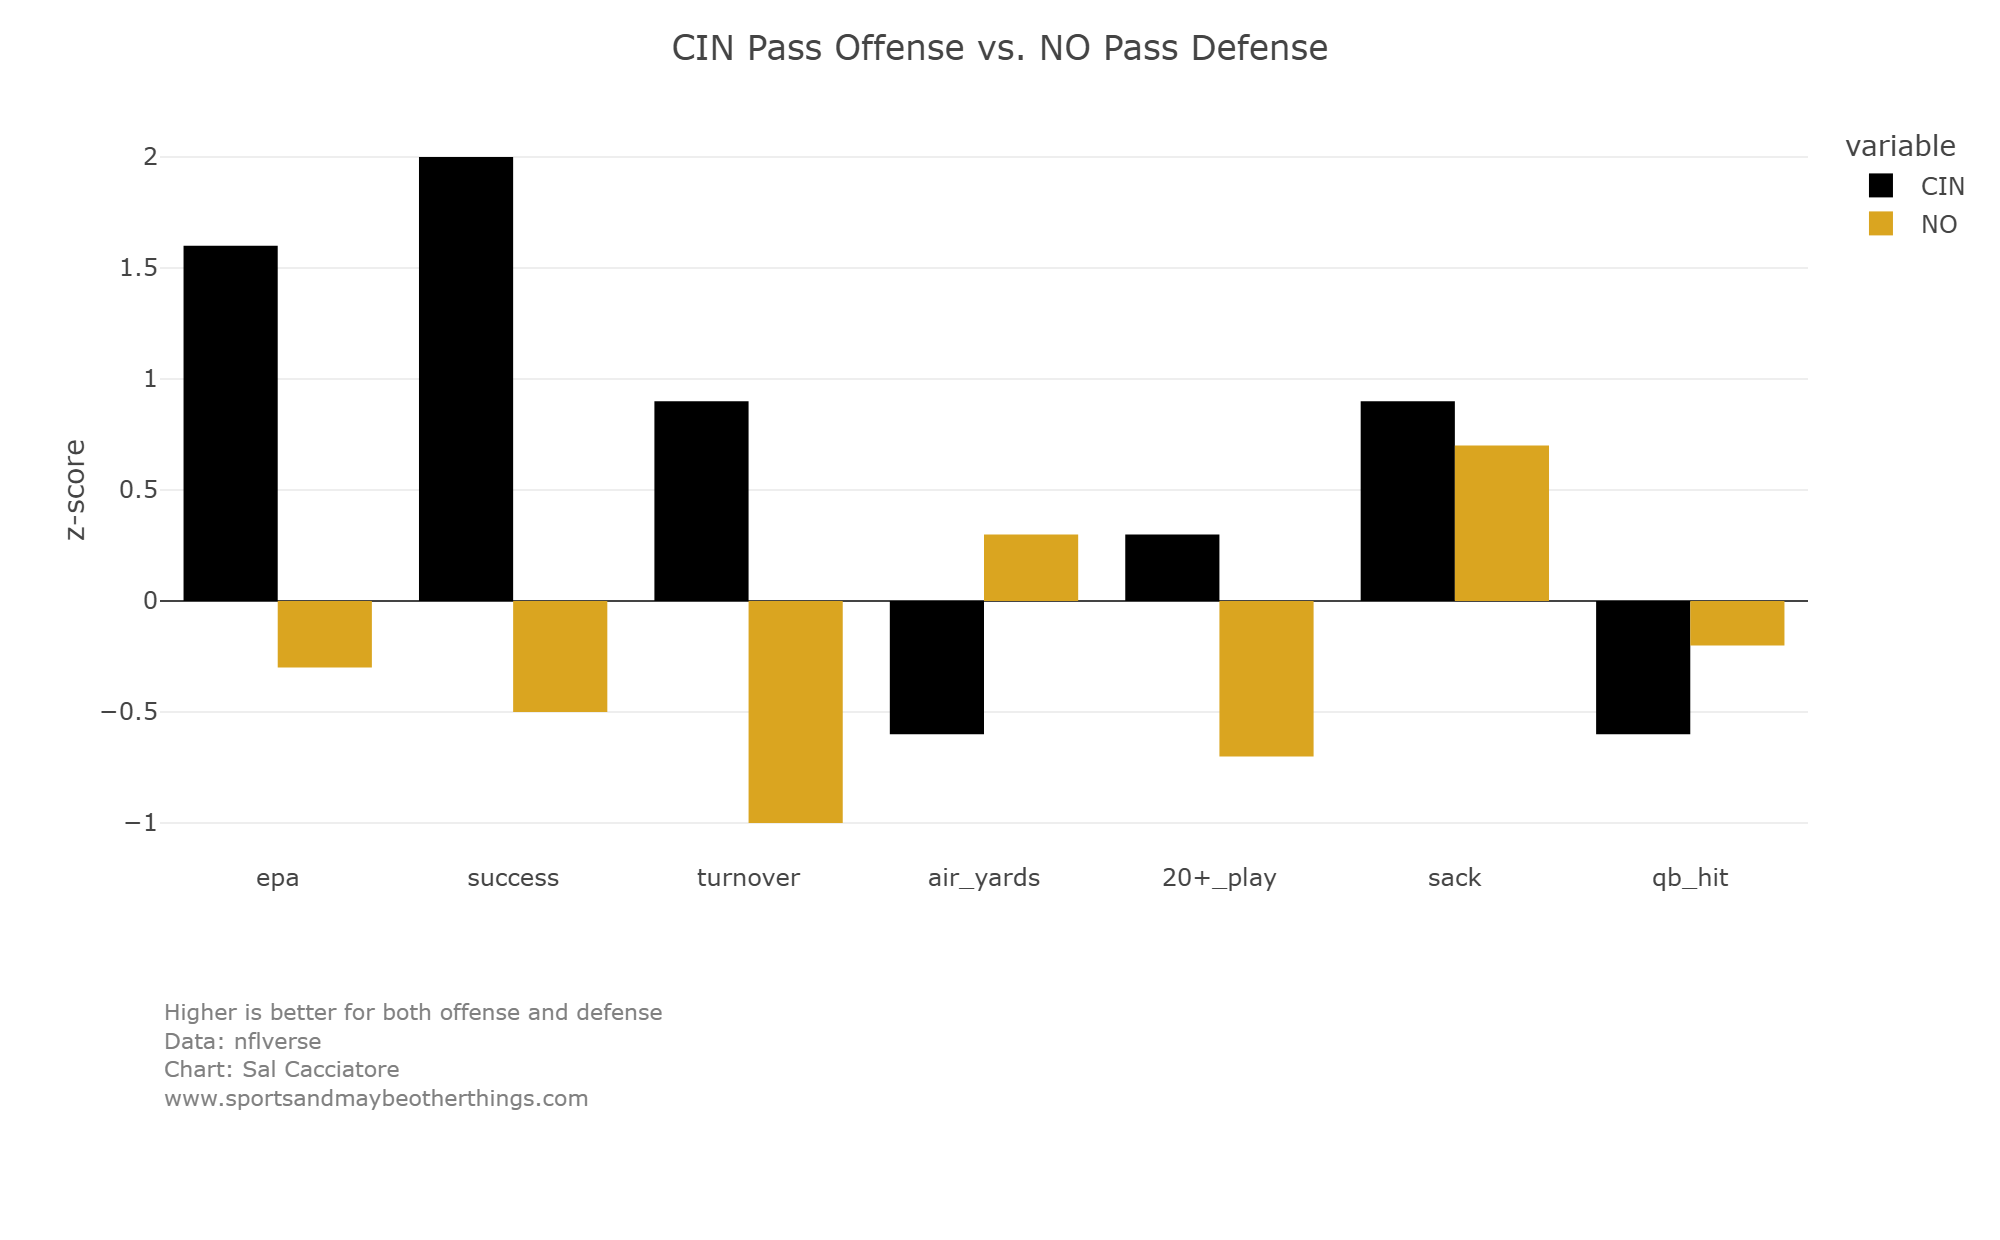 CIN Pass Offense vs. NO Pass Defense
variable
CIN
NO
z-score
2
1.5
1
0.5
0
−0.5
−1
epa success turnover air_yards 20+_play sack qb_hit
Higher is better for both offense and defense
Data: nflverse
Chart: Sal Cacciatore
www.sportsandmaybeotherthings.com